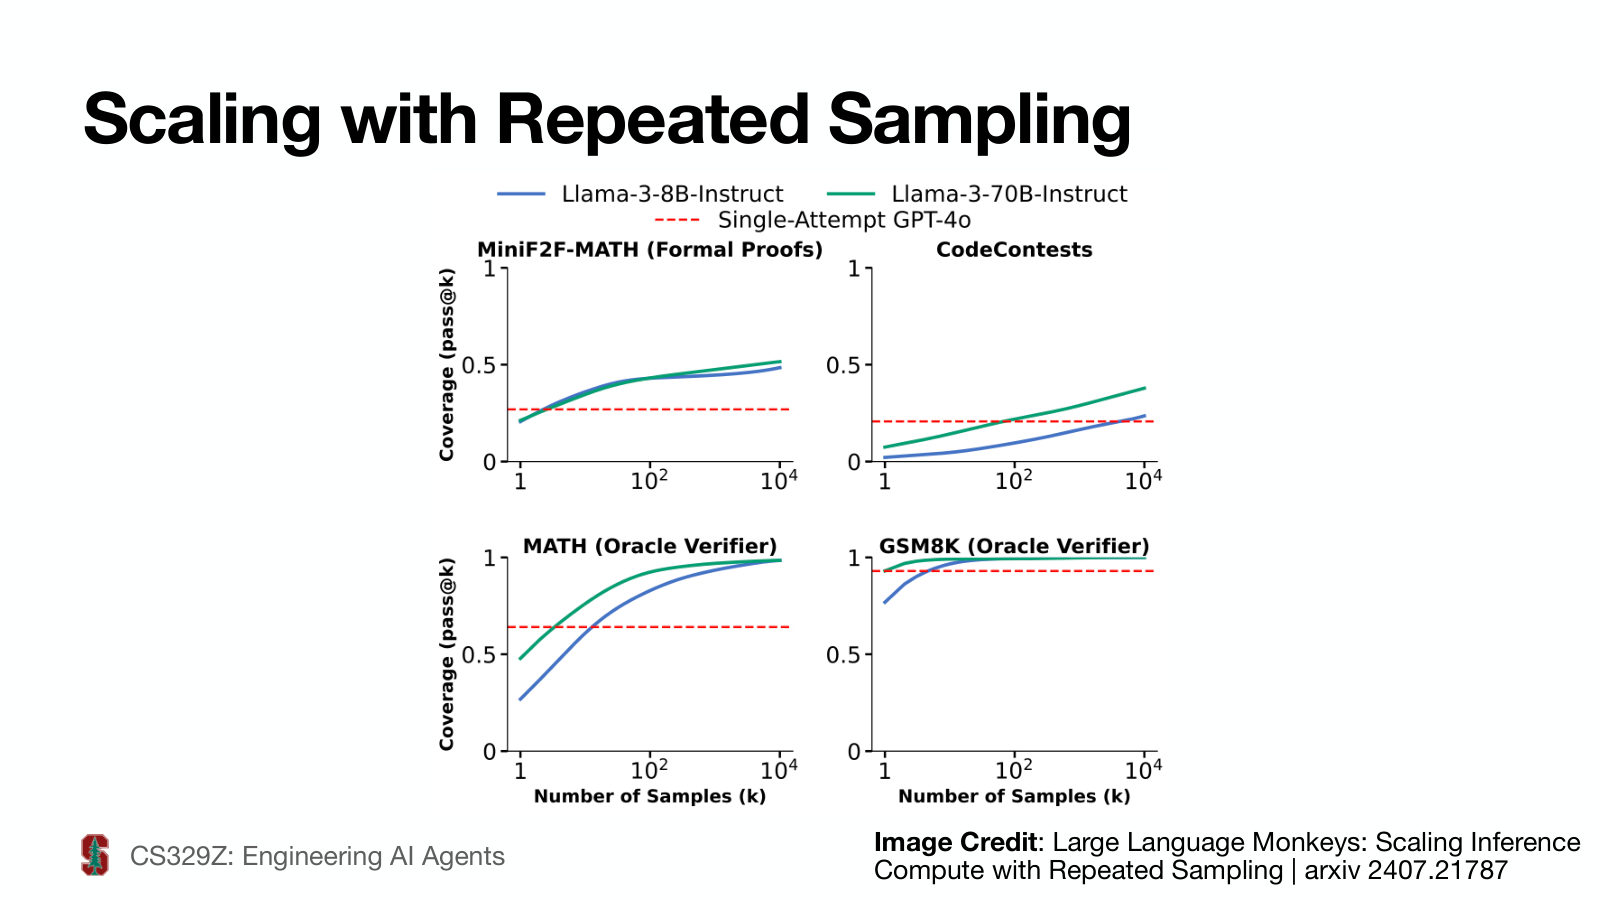 Scaling with Repeated Sampling
Llama-3-8B-Instruct
Llama-3-70B-Instruct
Single-Attempt GPT-4o
MiniF2F-MATH (Formal Proofs)
Coverage (pass@k)
1
0.5
0
1
10²
10⁴
CodeContests
1
0.5
0
1
10²
10⁴
MATH (Oracle Verifier)
Coverage (pass@k)
1
0.5
0
1
10²
10⁴
Number of Samples (k)
GSM8K (Oracle Verifier)
1
0.5
0
1
10²
10⁴
Number of Samples (k)
CS329Z: Engineering AI Agents
Image Credit: Large Language Monkeys: Scaling Inference
Compute with Repeated Sampling | arxiv 2407.21787